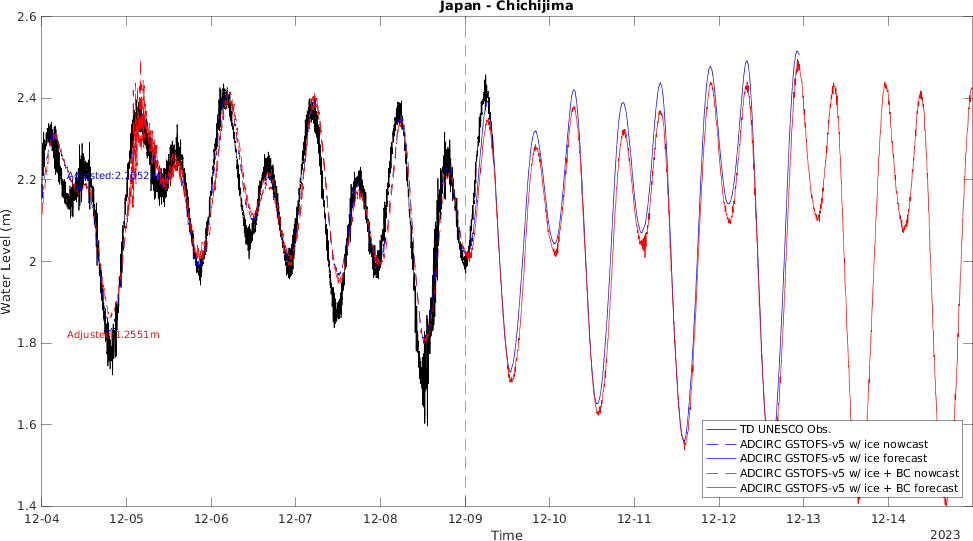 Japan - Chichijima
2.6
2.4
2.2
2
1.8
1.6
1.4
Water Level (m)
Adjusted: 1.2551m
TD UNESCO Obs.
ADCIRC GSTOFS-v5 w/ ice nowcast
ADCIRC GSTOFS-v5 w/ ice forecast
ADCIRC GSTOFS-v5 w/ ice + BC nowcast
ADCIRC GSTOFS-v5 w/ ice + BC forecast
12-04 12-05 12-06 12-07 12-08 12-09 12-10 12-11 12-12 12-13 12-14
Time
2023